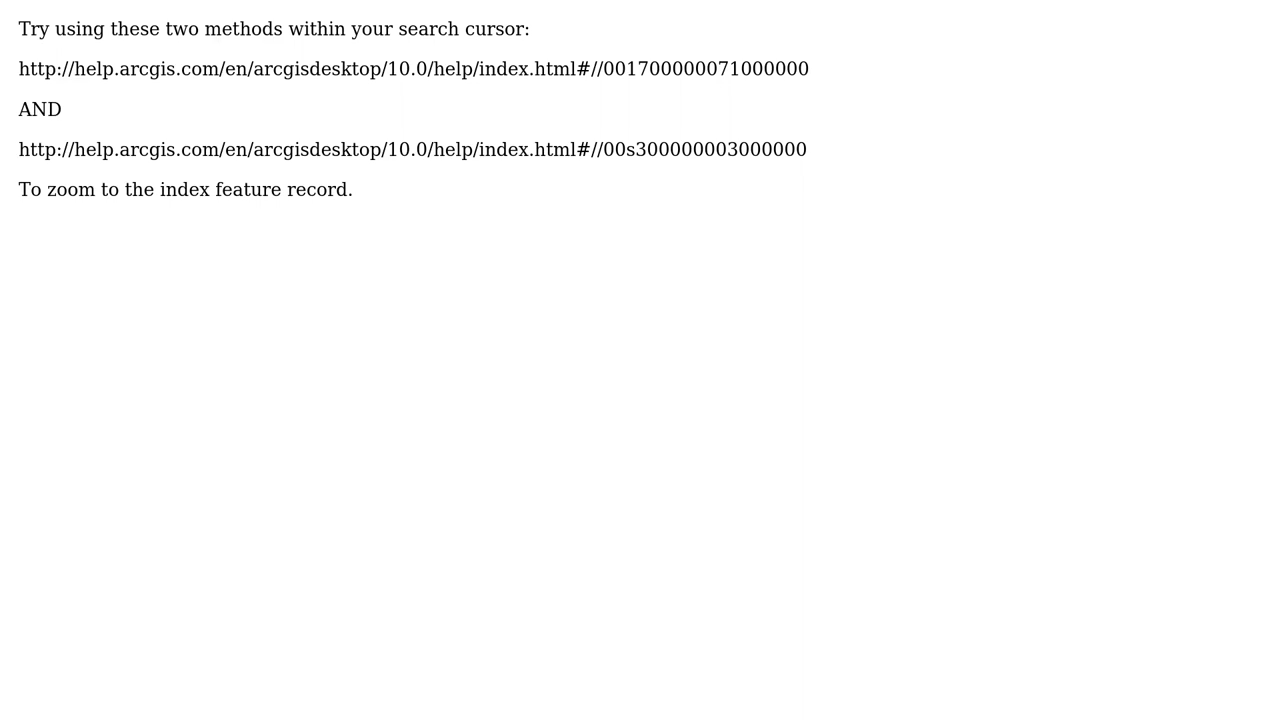 Try using these two methods within your search cursor:
http://help.arcgis.com/en/arcgisdesktop/10.0/help/index.html#//001700000071000000
AND
http://help.arcgis.com/en/arcgisdesktop/10.0/help/index.html#//00s300000003000000
To zoom to the index feature record.